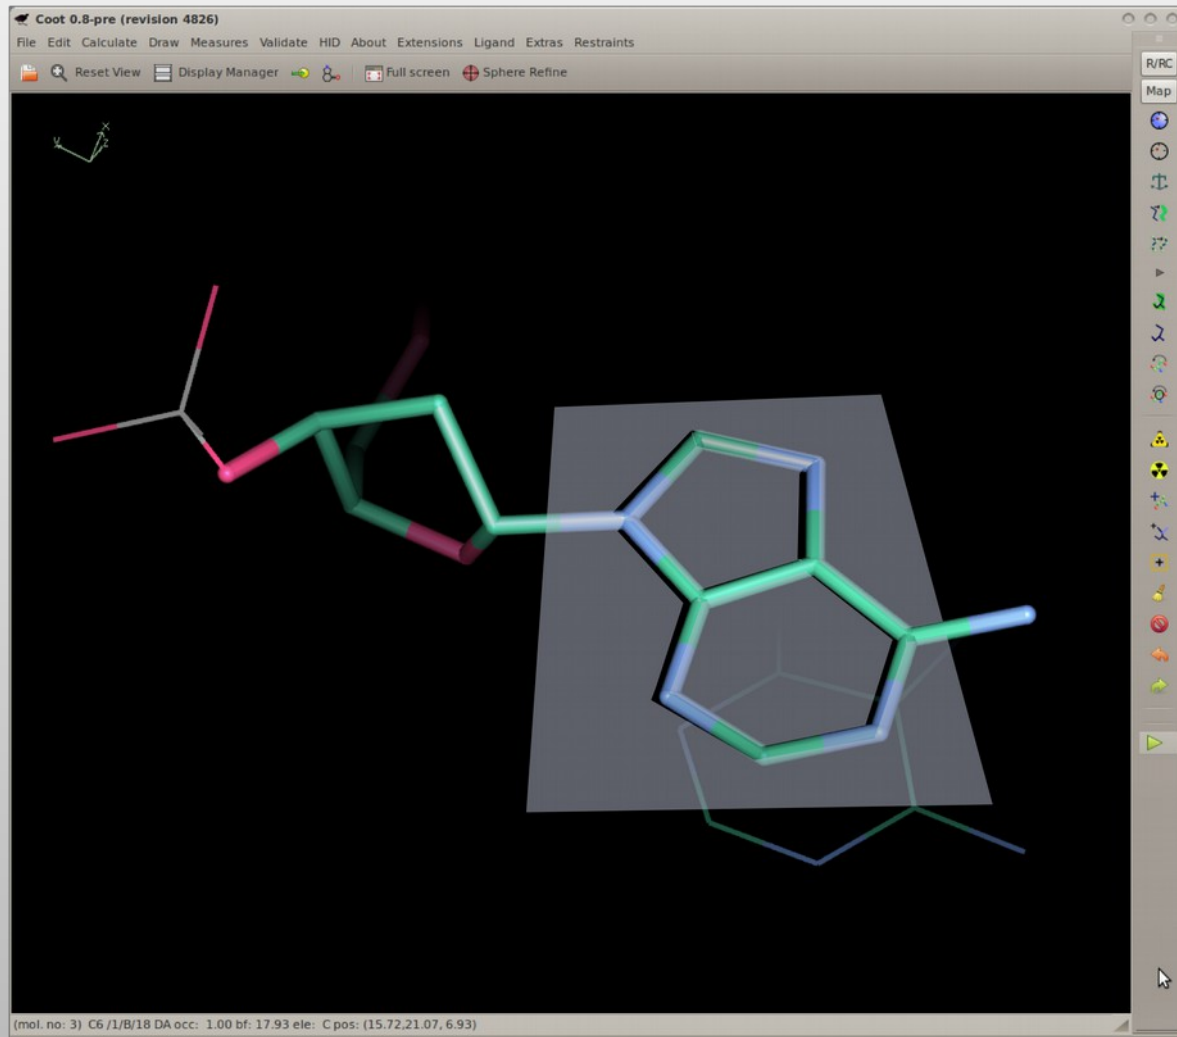 Coot 0.8-pre (revision 4826)
File Edit Calculate Draw Measures Validate HID About Extensions Ligand Extras Restraints
Reset View Display Manager Full screen Sphere Refine
R/RC
Map
x
y
z
(mol. no: 3) C6 /1/B/18 DA occ: 1.00 bf: 17.93 ele: C pos: (15.72,21.07, 6.93)